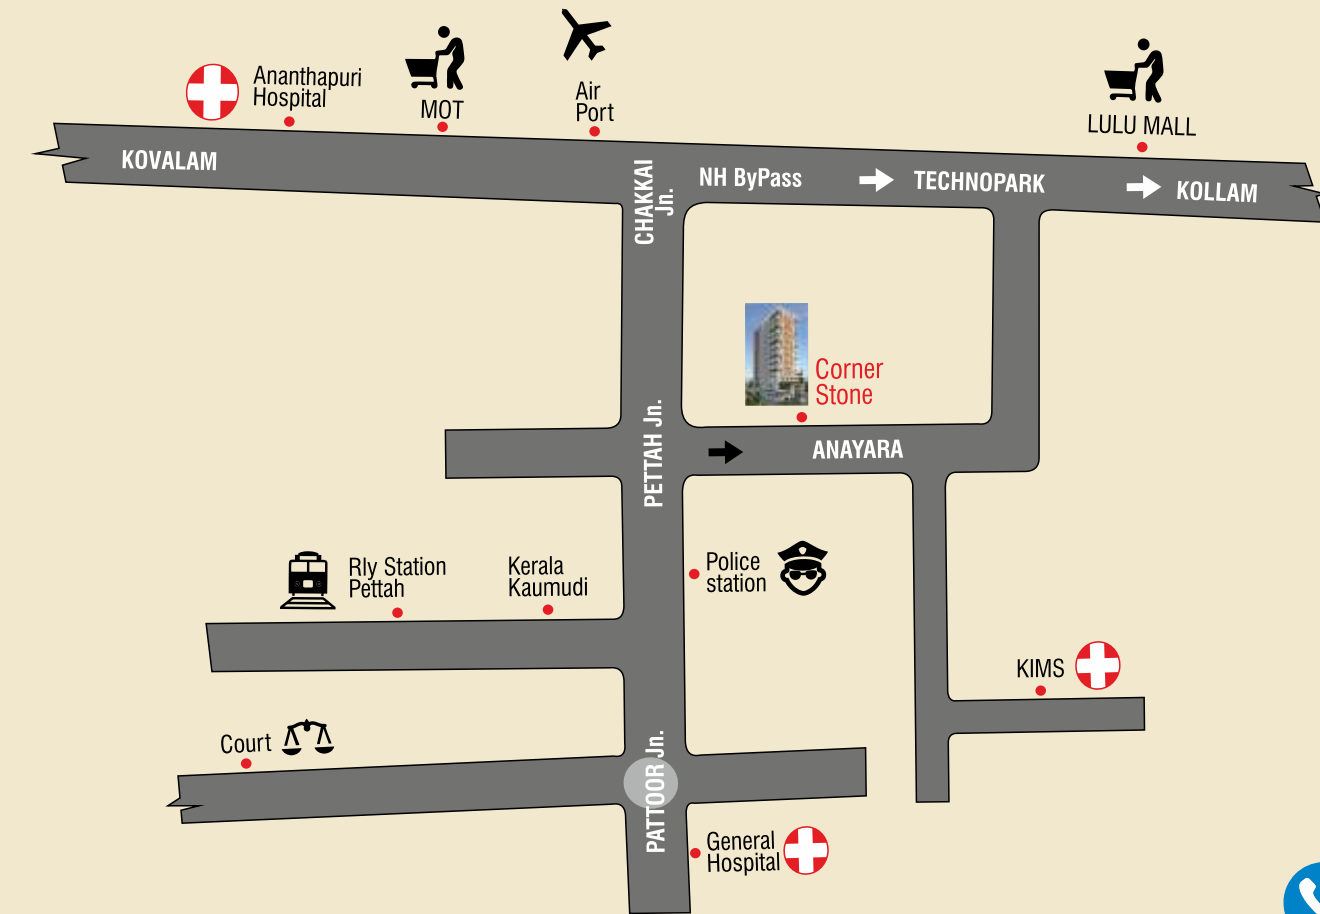 Ananthapuri
Hospital
MOT
Air
Port
LULU MALL
KOVALAM
CHAKKAI
Jn.
NH ByPass
TECHNOPARK
KOLLAM
Corner
Stone
PETTAH Jn.
ANAYARA
Rly Station
Pettah
Kerala
Kaumudi
Police
station
KIMS
Court
PATTOOR Jn.
General
Hospital